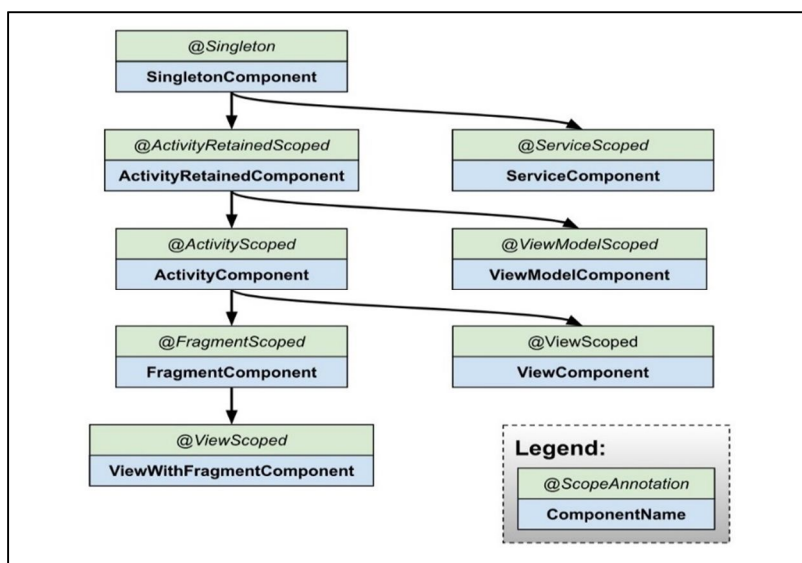 @Singleton
SingletonComponent
@ActivityRetainedScoped
ActivityRetainedComponent
@ServiceScoped
ServiceComponent
@ActivityScoped
ActivityComponent
@ViewModelScoped
ViewModelComponent
@FragmentScoped
FragmentComponent
@ViewScoped
ViewComponent
@ViewScoped
ViewWithFragmentComponent
Legend:
@ScopeAnnotation
ComponentName